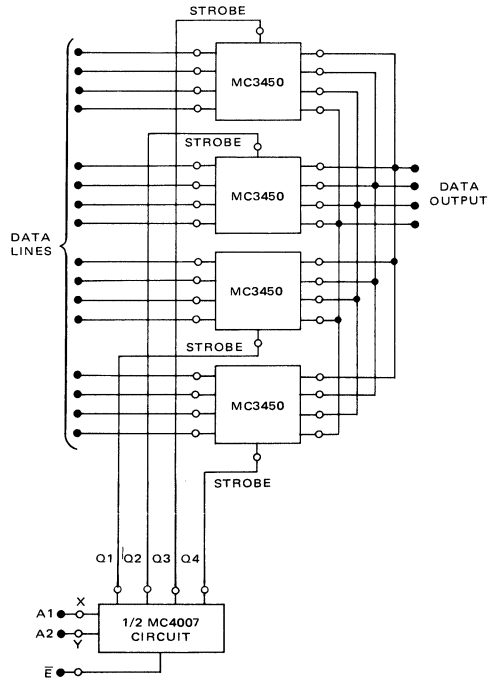 STROBE
MC3450
STROBE
MC3450
DATA
OUTPUT
DATA
LINES
MC3450
STROBE
MC3450
STROBE
Q1 Q2 Q3 Q4
A1 X
A2 Y
1/2 MC4007
CIRCUIT
E̅